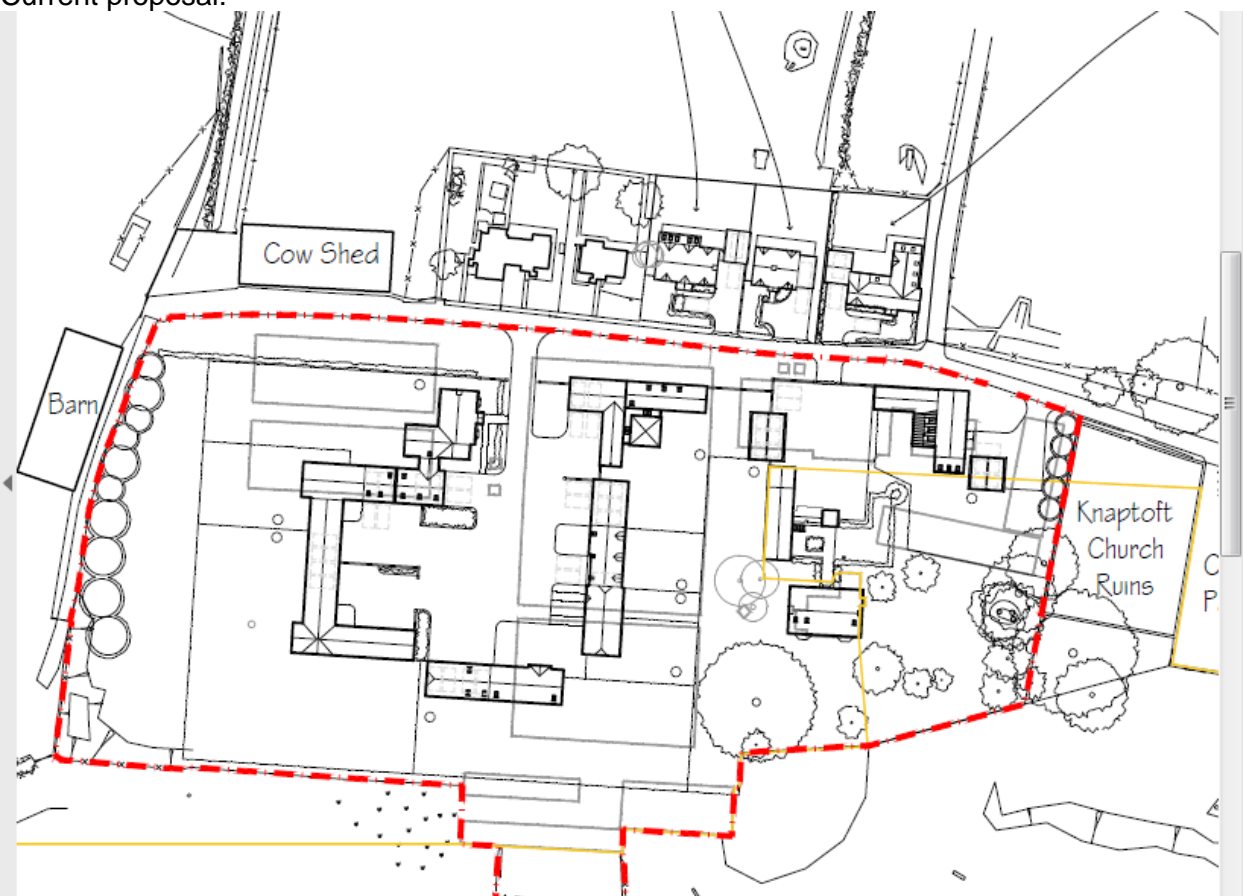 Current proposal:
Cow Shed
Barn
Knaptoft
Church
Ruins
C
P